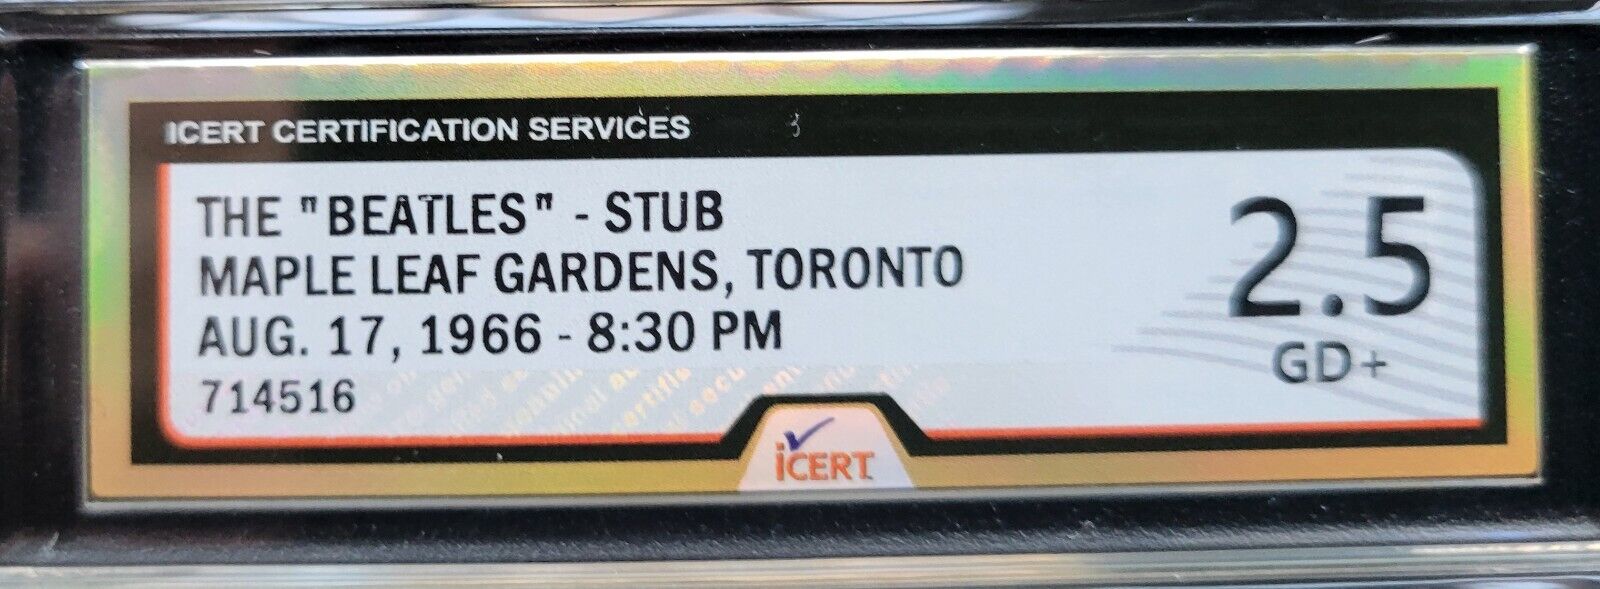 ICERT CERTIFICATION SERVICES
THE "BEATLES" - STUB
MAPLE LEAF GARDENS, TORONTO
AUG. 17, 1966 - 8:30 PM
714516
2.5
GD+
iCERT